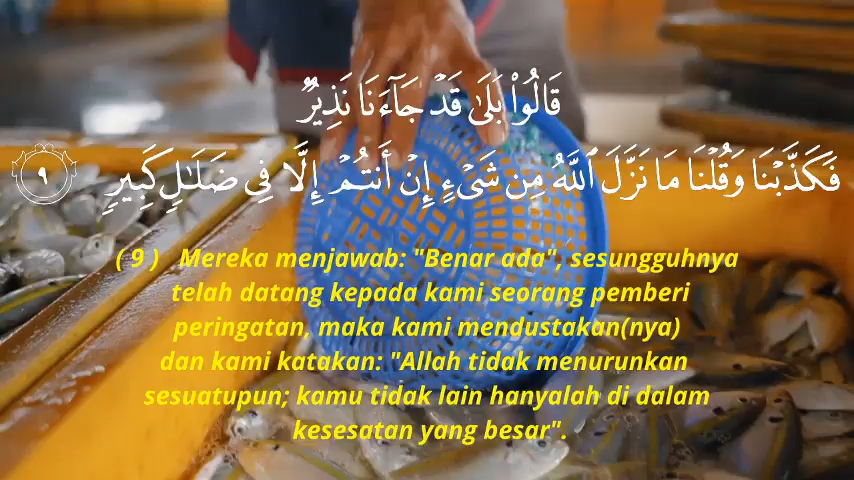 قَالُوا۟ بَلَىٰ قَدْ جَآءَنَا نَذِيرٌ
فَكَذَّبْنَا وَقُلْنَا مَا نَزَّلَ ٱللَّهُ مِن شَىْءٍ إِنْ أَنتُمْ إِلَّا فِى ضَلَـٰلٍ كَبِيرٍ ٩
( 9 ) Mereka menjawab: "Benar ada", sesungguhnya
telah datang kepada kami seorang pemberi
peringatan, maka kami mendustakan(nya)
dan kami katakan: "Allah tidak menurunkan
sesuatupun; kamu tidak lain hanyalah di dalam
kesesatan yang besar".